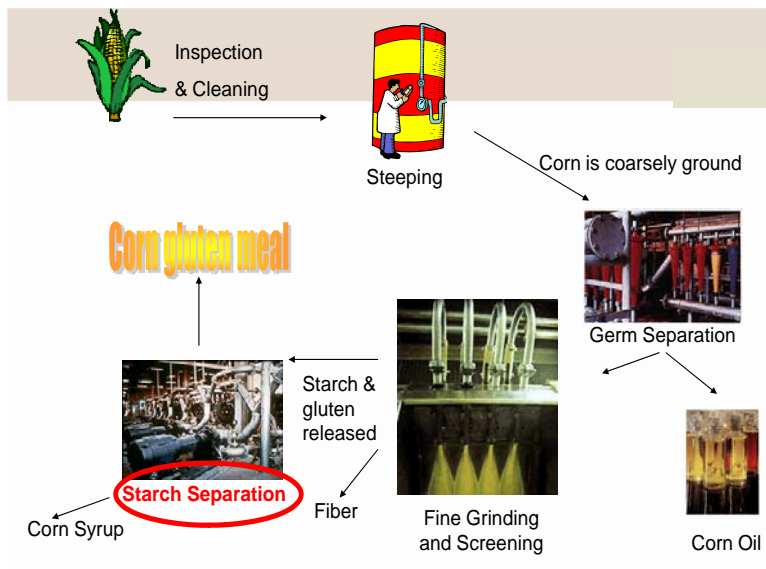 Inspection
& Cleaning
Steeping
Corn is coarsely ground
Germ Separation
Corn Oil
Fine Grinding
and Screening
Starch &
gluten
released
Fiber
Starch Separation
Corn Syrup
Corn gluten meal